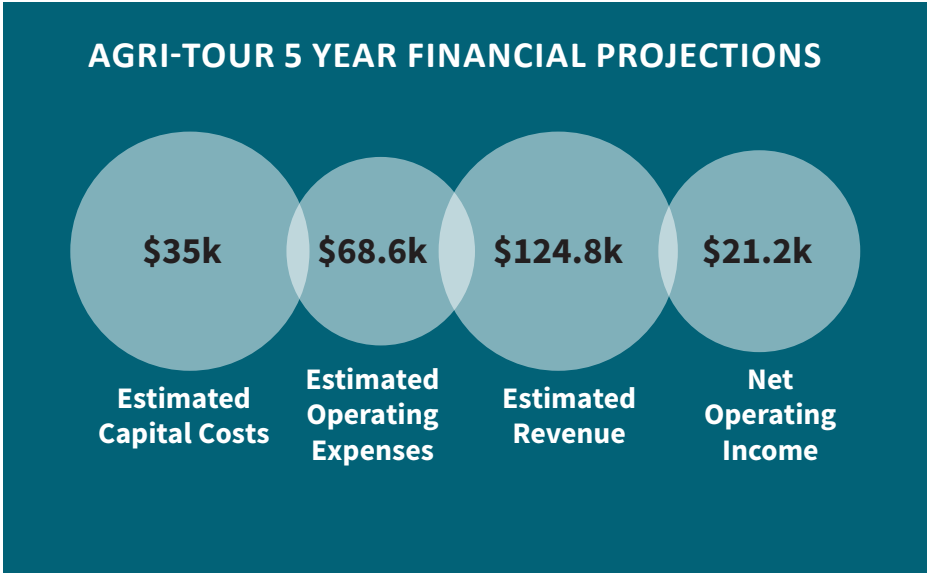 AGRI-TOUR 5 YEAR FINANCIAL PROJECTIONS
$35k
$68.6k
$124.8k
$21.2k
Estimated
Capital Costs
Estimated
Operating
Expenses
Estimated
Revenue
Net
Operating
Income